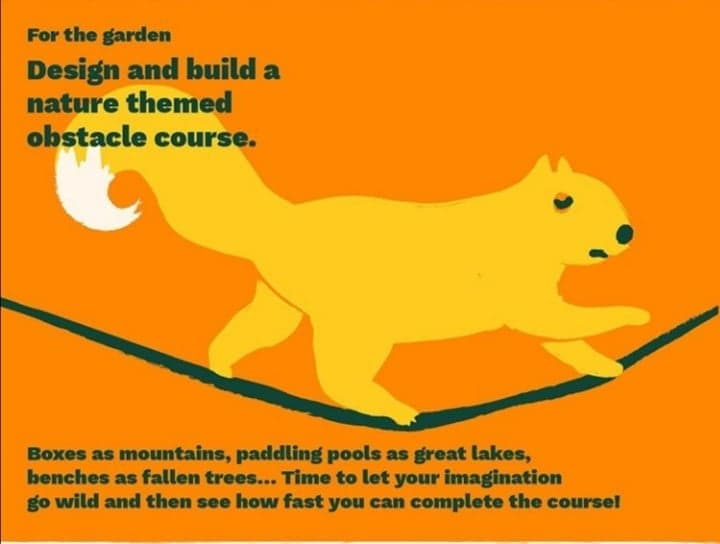 For the garden
Design and build a
nature themed
obstacle course.
Boxes as mountains, paddling pools as great lakes,
benches as fallen trees... Time to let your imagination
go wild and then see how fast you can complete the course!